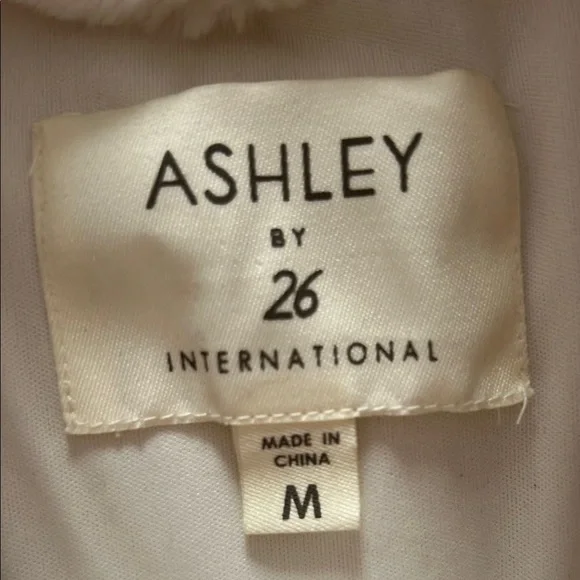 ASHLEY
BY
26
INTERNATIONAL
MADE IN
CHINA
M